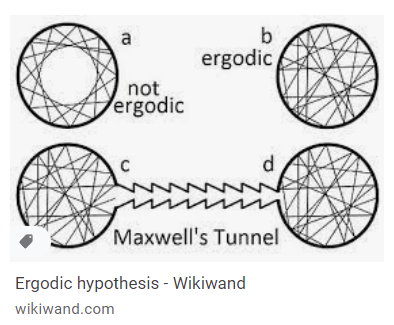 a
b
ergodic
not
ergodic
c
d
Maxwell's Tunnel
Ergodic hypothesis - Wikiwand
wikiwand.com